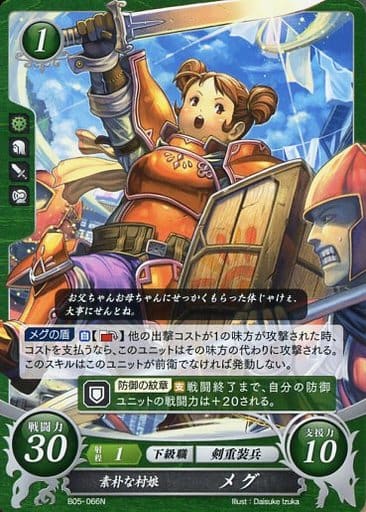 1
お父ちゃんお母ちゃんにせっかくもらった体じゃけぇ、
大事にせんとね。
メグの盾 自【 】他の出撃コストが1の味方が攻撃された時、
コストを支払うなら、このユニットはその味方の代わりに攻撃される。
このスキルはこのユニットが前衛でなければ発動しない。
防御の紋章 支 戦闘終了まで、自分の防御
ユニットの戦闘力は+20される。
戦闘力
30
射程 1 下級職 剣重装兵
支援力
10
素朴な村娘 メグ
B05-066N
Illust : Daisuke Izuka